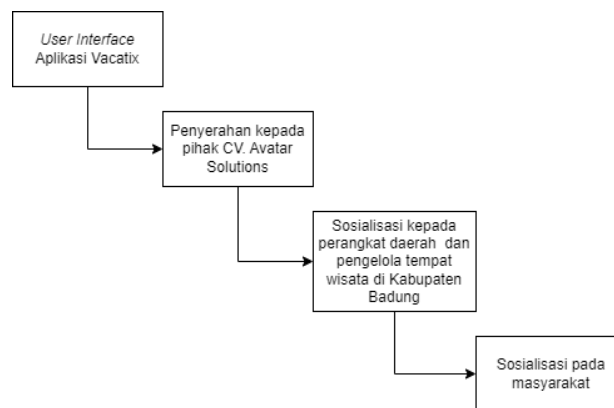 User Interface
Aplikasi Vacatix
Penyerahan kepada
pihak CV. Avatar
Solutions
Sosialisasi kepada
perangkat daerah dan
pengelola tempat
wisata di Kabupaten
Badung
Sosialisasi pada
masyarakat